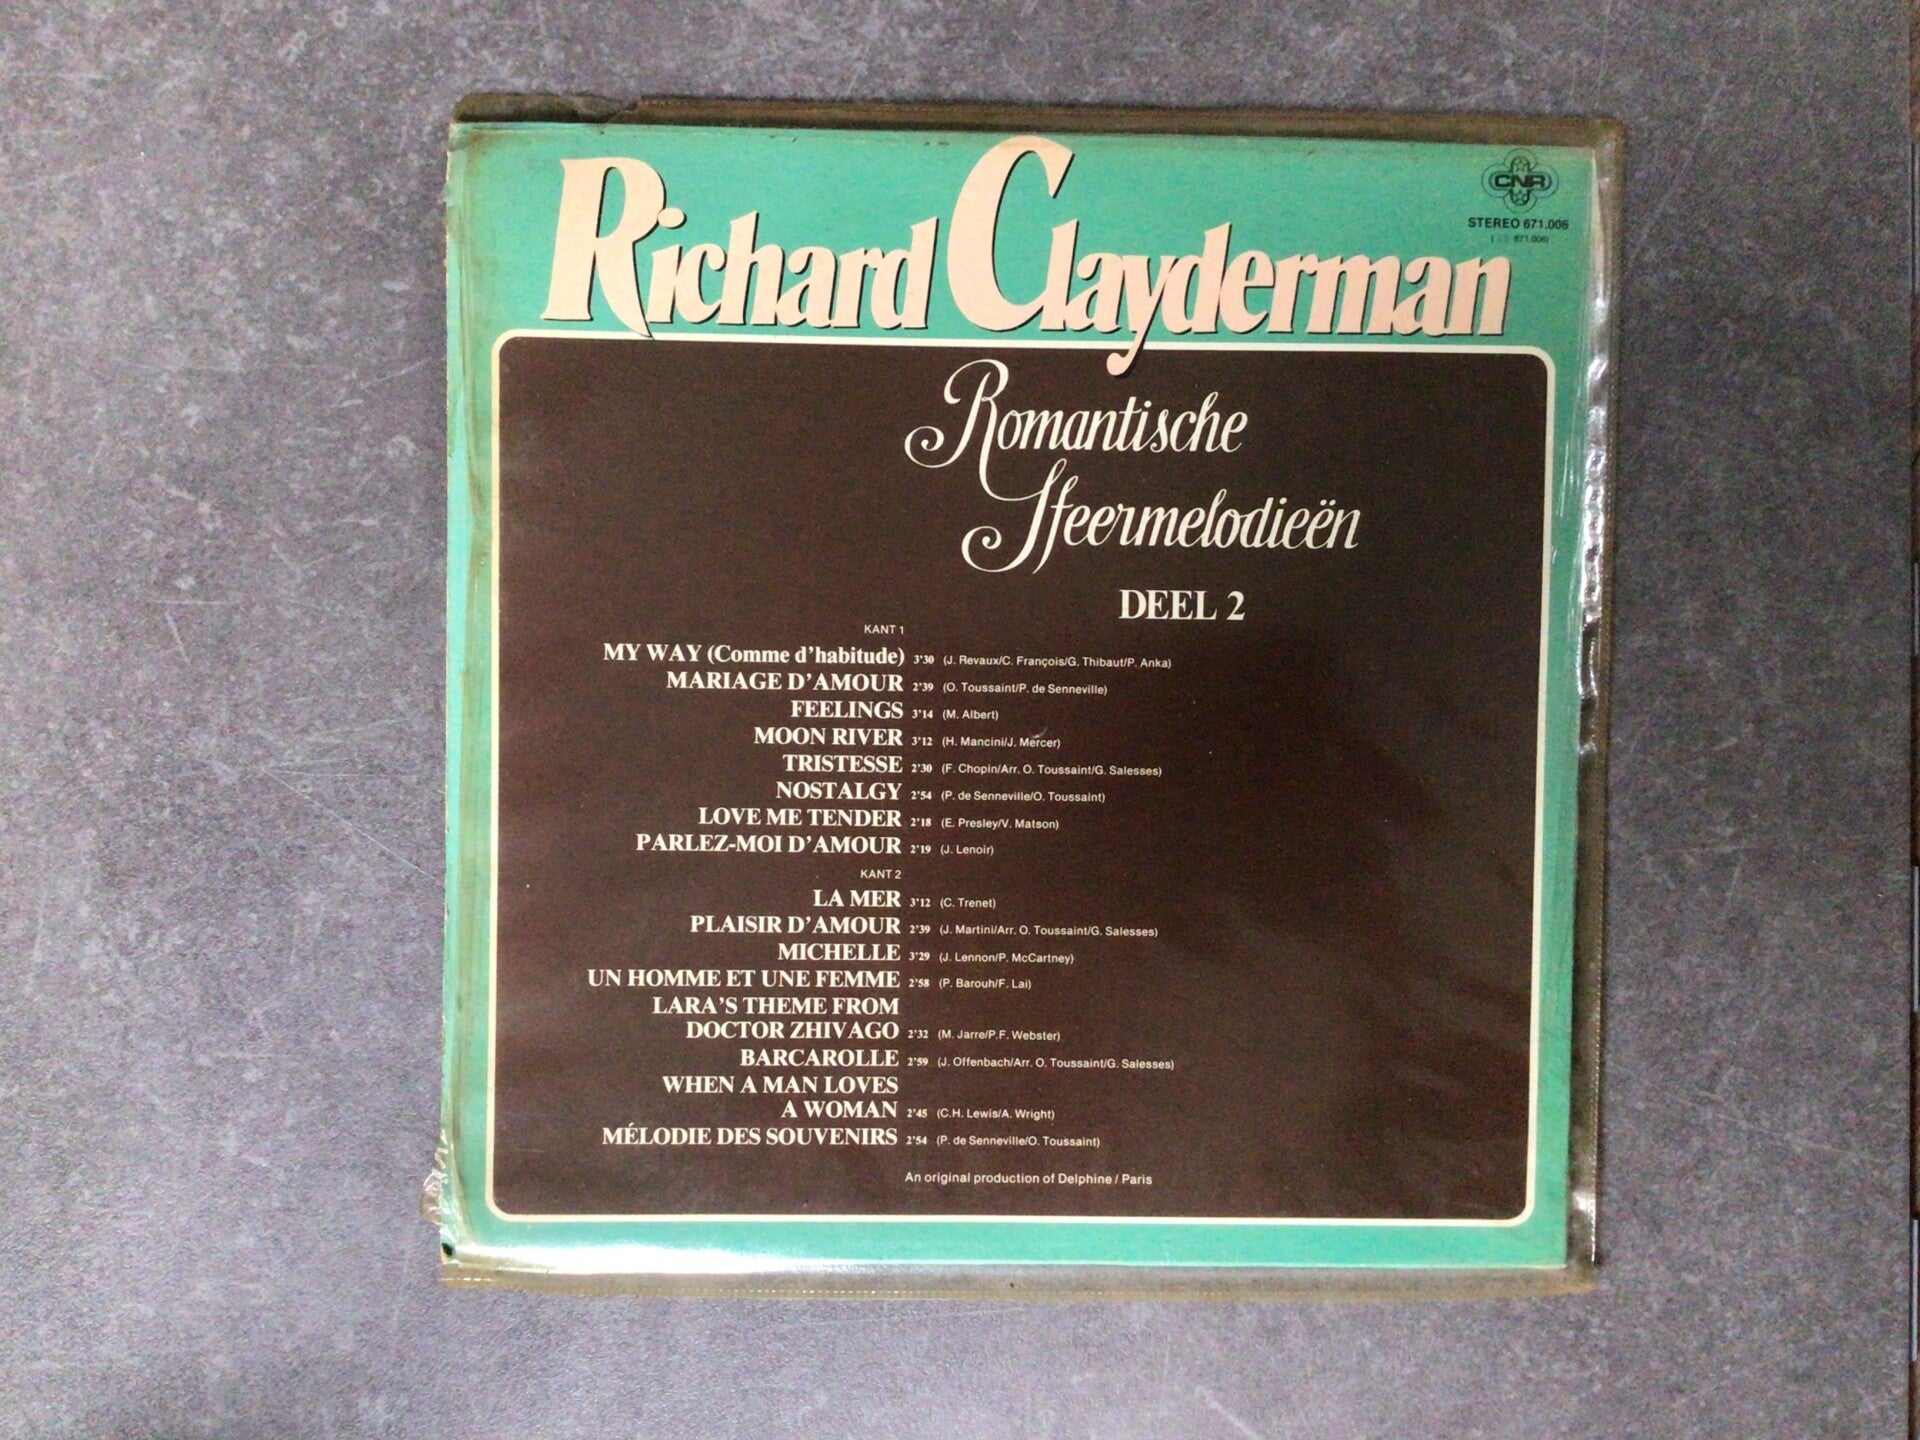 CNR
STEREO 671.006
Richard Clayderman
Romantische
Sfeermelodieën
DEEL 2
KANT 1
MY WAY (Comme d'habitude) 3'30 (J. Revaux/C. François/G. Thibaut/P. Anka)
MARIAGE D'AMOUR 2'39 (O. Toussaint/P. de Senneville)
FEELINGS 3'14 (M. Albert)
MOON RIVER 3'12 (H. Mancini/J. Mercer)
TRISTESSE 2'30 (F. Chopin/Arr. O. Toussaint/G. Salesses)
NOSTALGY 2'54 (P. de Senneville/O. Toussaint)
LOVE ME TENDER 2'18 (E. Presley/V. Matson)
PARLEZ-MOI D'AMOUR 2'19 (J. Lenoir)
KANT 2
LA MER 3'12 (C. Trenet)
PLAISIR D'AMOUR 2'39 (J. Martini/Arr. O. Toussaint/G. Salesses)
MICHELLE 3'29 (J. Lennon/P. McCartney)
UN HOMME ET UNE FEMME 2'58 (P. Barouh/F. Lai)
LARA'S THEME FROM
DOCTOR ZHIVAGO 2'32 (M. Jarre/P.F. Webster)
BARCAROLLE 2'59 (J. Offenbach/Arr. O. Toussaint/G. Salesses)
WHEN A MAN LOVES
A WOMAN 2'45 (C.H. Lewis/A. Wright)
MÉLODIE DES SOUVENIRS 2'54 (P. de Senneville/O. Toussaint)
An original production of Delphine / Paris